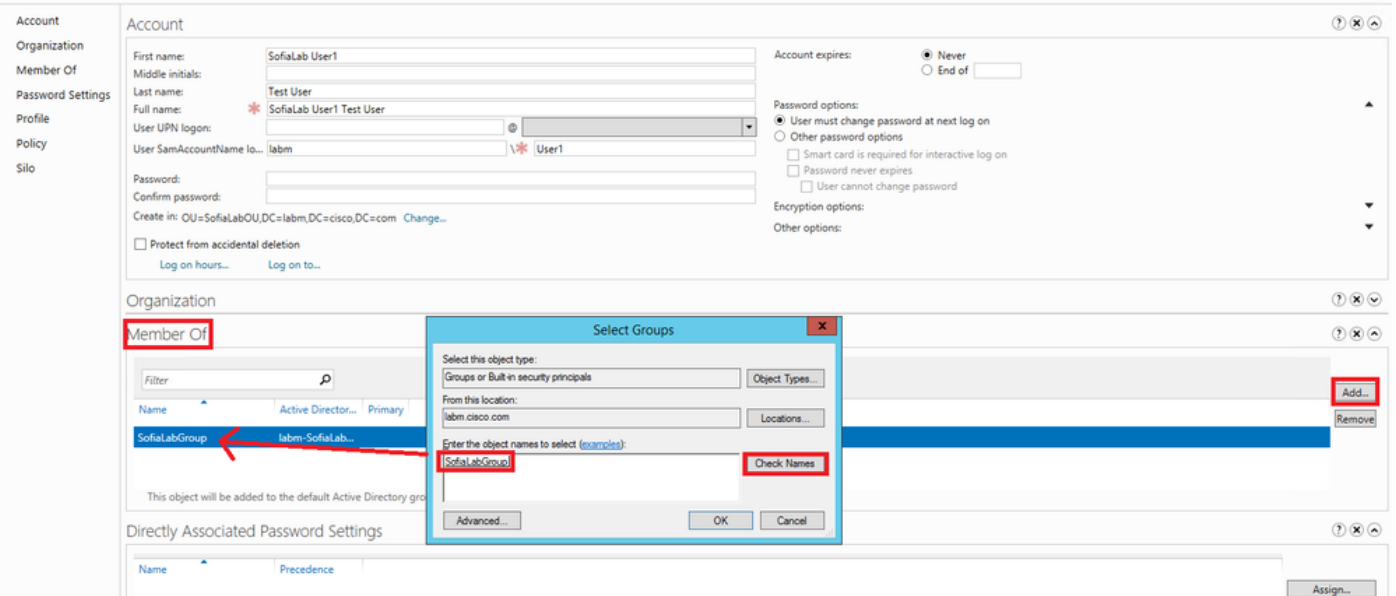 Account
Organization
Member Of
Password Settings
Profile
Policy
Silo
Account
First name: SofiaLab User1
Middle initials:
Last name: Test User
Full name: * SofiaLab User1 Test User
User UPN logon: @
User SamAccountName lo... labm \* User1
Password:
Confirm password:
Create in: OU=SofiaLabOU,DC=labm,DC=cisco,DC=com Change...
Protect from accidental deletion
Log on hours... Log on to...
Account expires: Never
End of
Password options:
User must change password at next log on
Other password options
Smart card is required for interactive log on
Password never expires
User cannot change password
Encryption options:
Other options:
Organization
Member Of
Filter
Name Active Director... Primary
SofiaLabGroup labm-SofiaLab...
This object will be added to the default Active Directory gro
Add...
Remove
Select Groups
Select this object type:
Groups or Built-in security principals Object Types...
From this location:
labm.cisco.com Locations...
Enter the object names to select (examples):
SofiaLabGroup Check Names
Advanced... OK Cancel
Directly Associated Password Settings
Name Precedence
Assign...